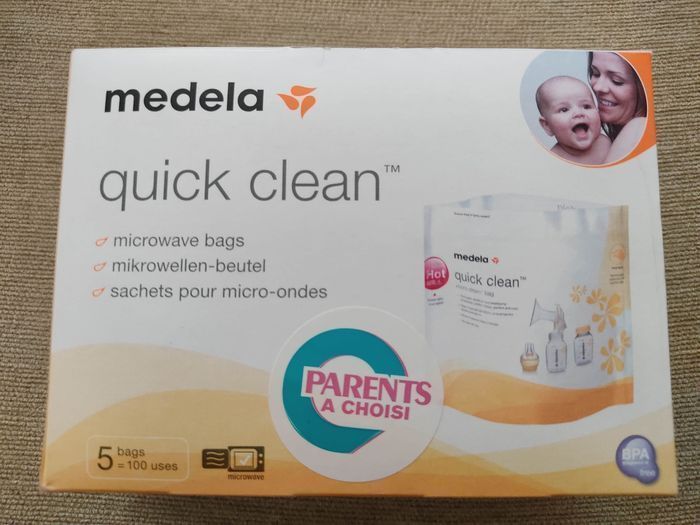 medela
quick clean™
microwave bags
mikrowellen-beutel
sachets pour micro-ondes
medela
quick clean™
Hot
PARENTS
A CHOISI
5 bags
= 100 uses
microwave
BPA
free